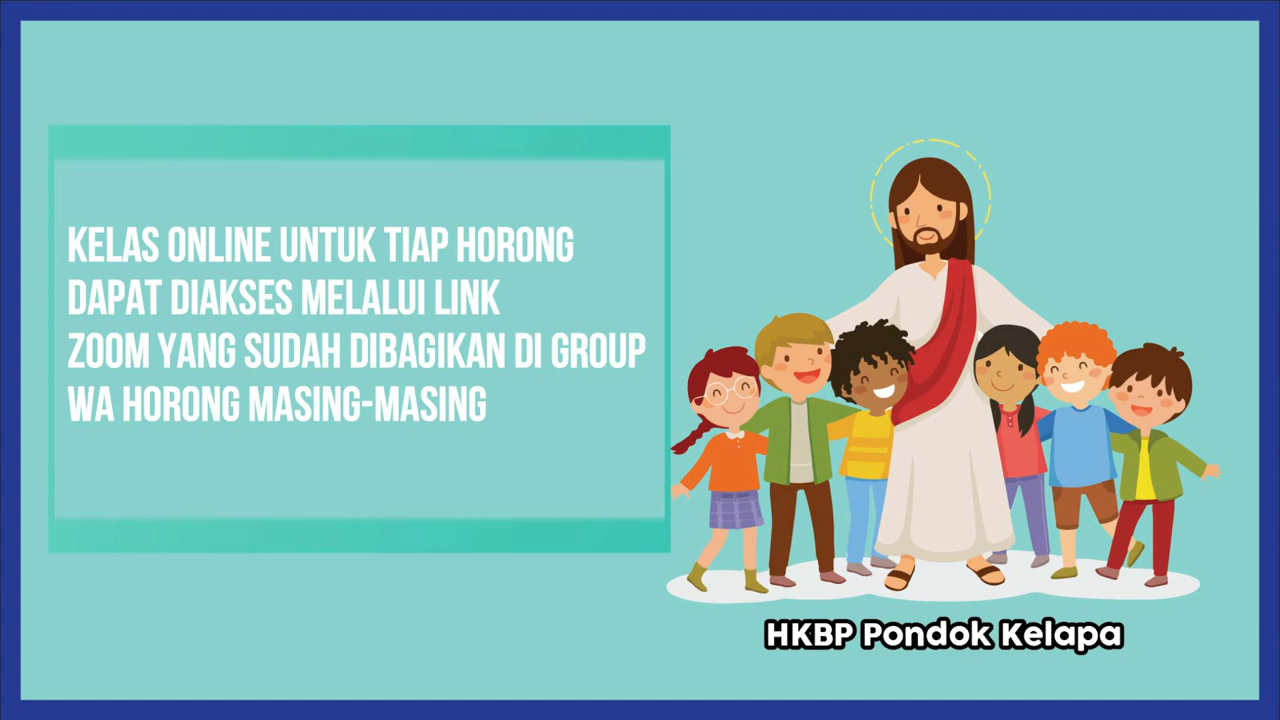 KELAS ONLINE UNTUK TIAP HORONG
DAPAT DIAKSES MELALUI LINK
ZOOM YANG SUDAH DIBAGIKAN DI GROUP
WA HORONG MASING-MASING
HKBP Pondok Kelapa